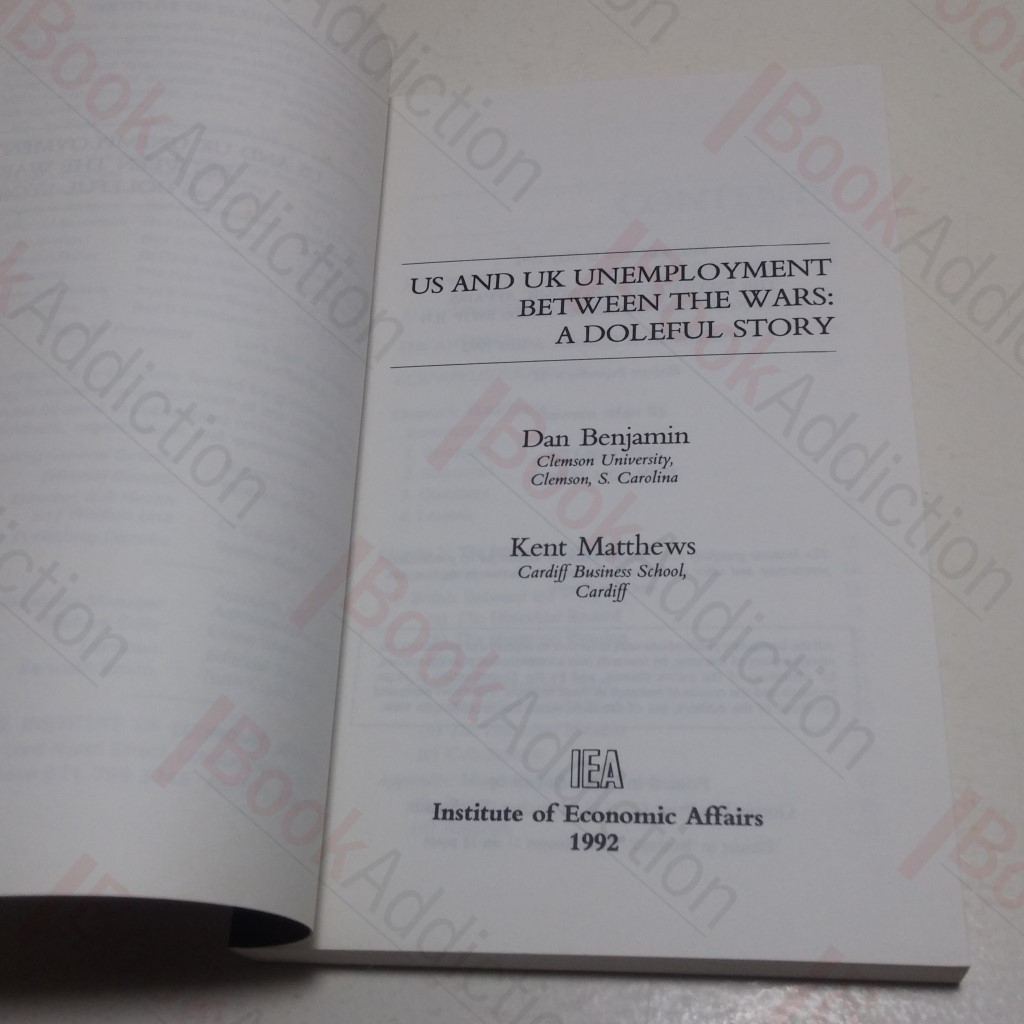 US AND UK UNEMPLOYMENT
BETWEEN THE WARS:
A DOLEFUL STORY
Dan Benjamin
Clemson University,
Clemson, S. Carolina
Kent Matthews
Cardiff Business School,
Cardiff
IEA
Institute of Economic Affairs
1992
BookAddiction